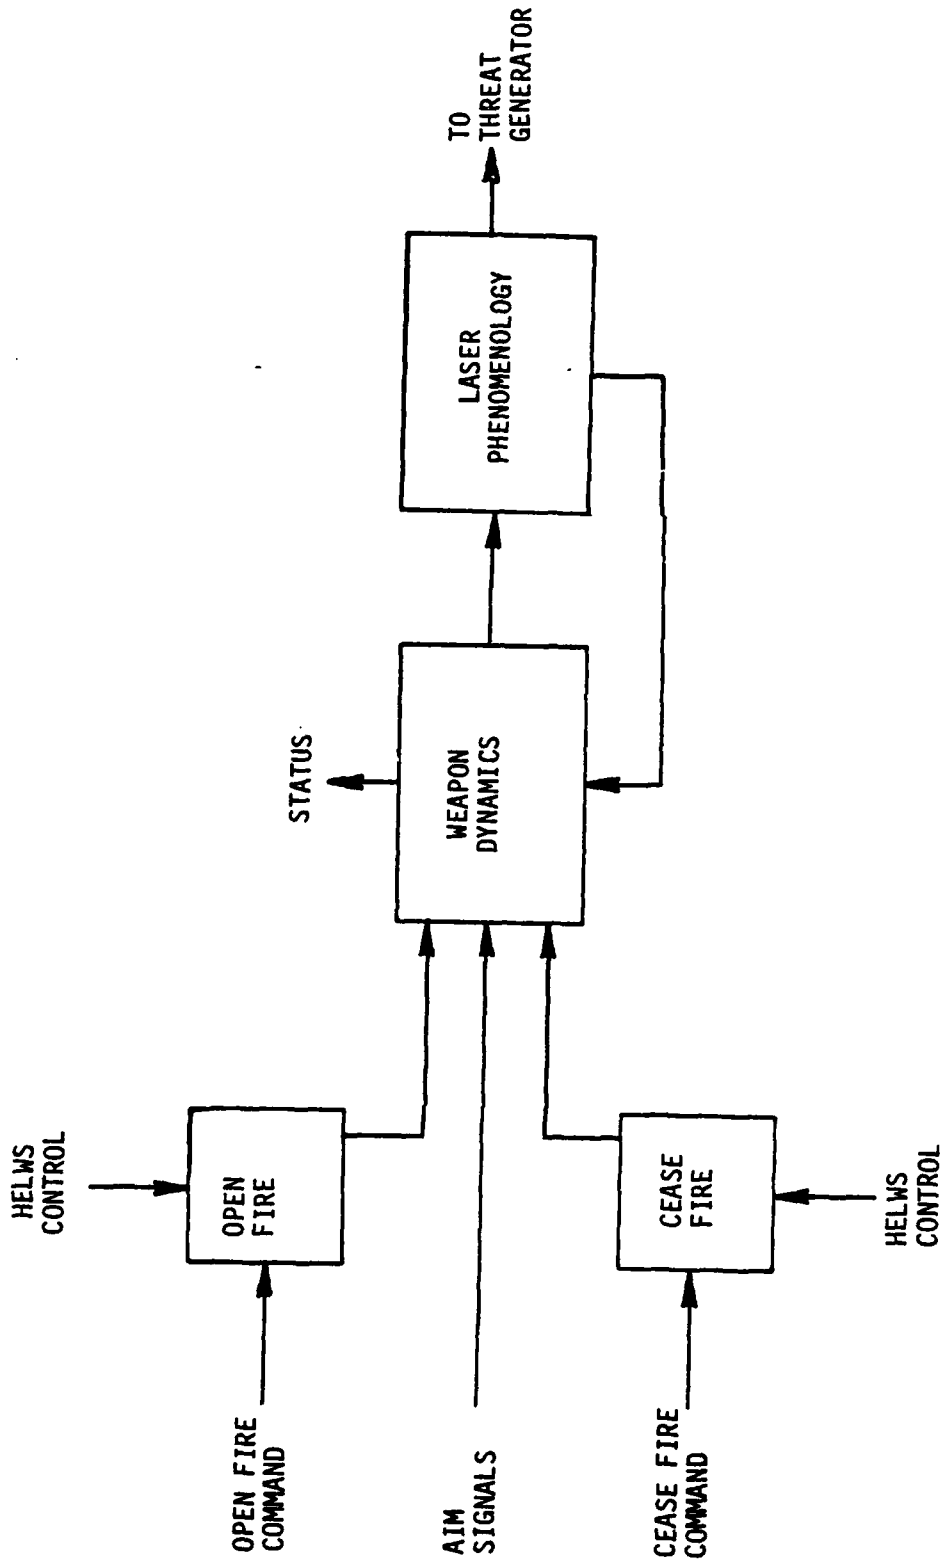 HELWS
CONTROL
OPEN FIRE
COMMAND
OPEN
FIRE
STATUS
AIM
SIGNALS
WEAPON
DYNAMICS
LASER
PHENOMENOLOGY
TO
THREAT
GENERATOR
CEASE FIRE
COMMAND
CEASE
FIRE
HELWS
CONTROL